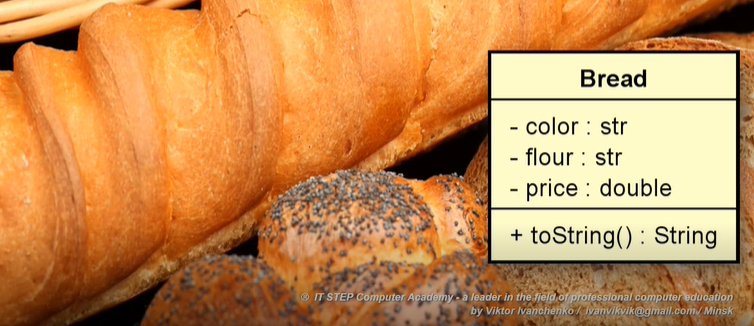 Bread
- color : str
- flour : str
- price : double
+ toString() : String
® IT STEP Computer Academy - a leader in the field of professional computer education
by Viktor Ivanchenko / ivanvikvik@gmail.com / Minsk